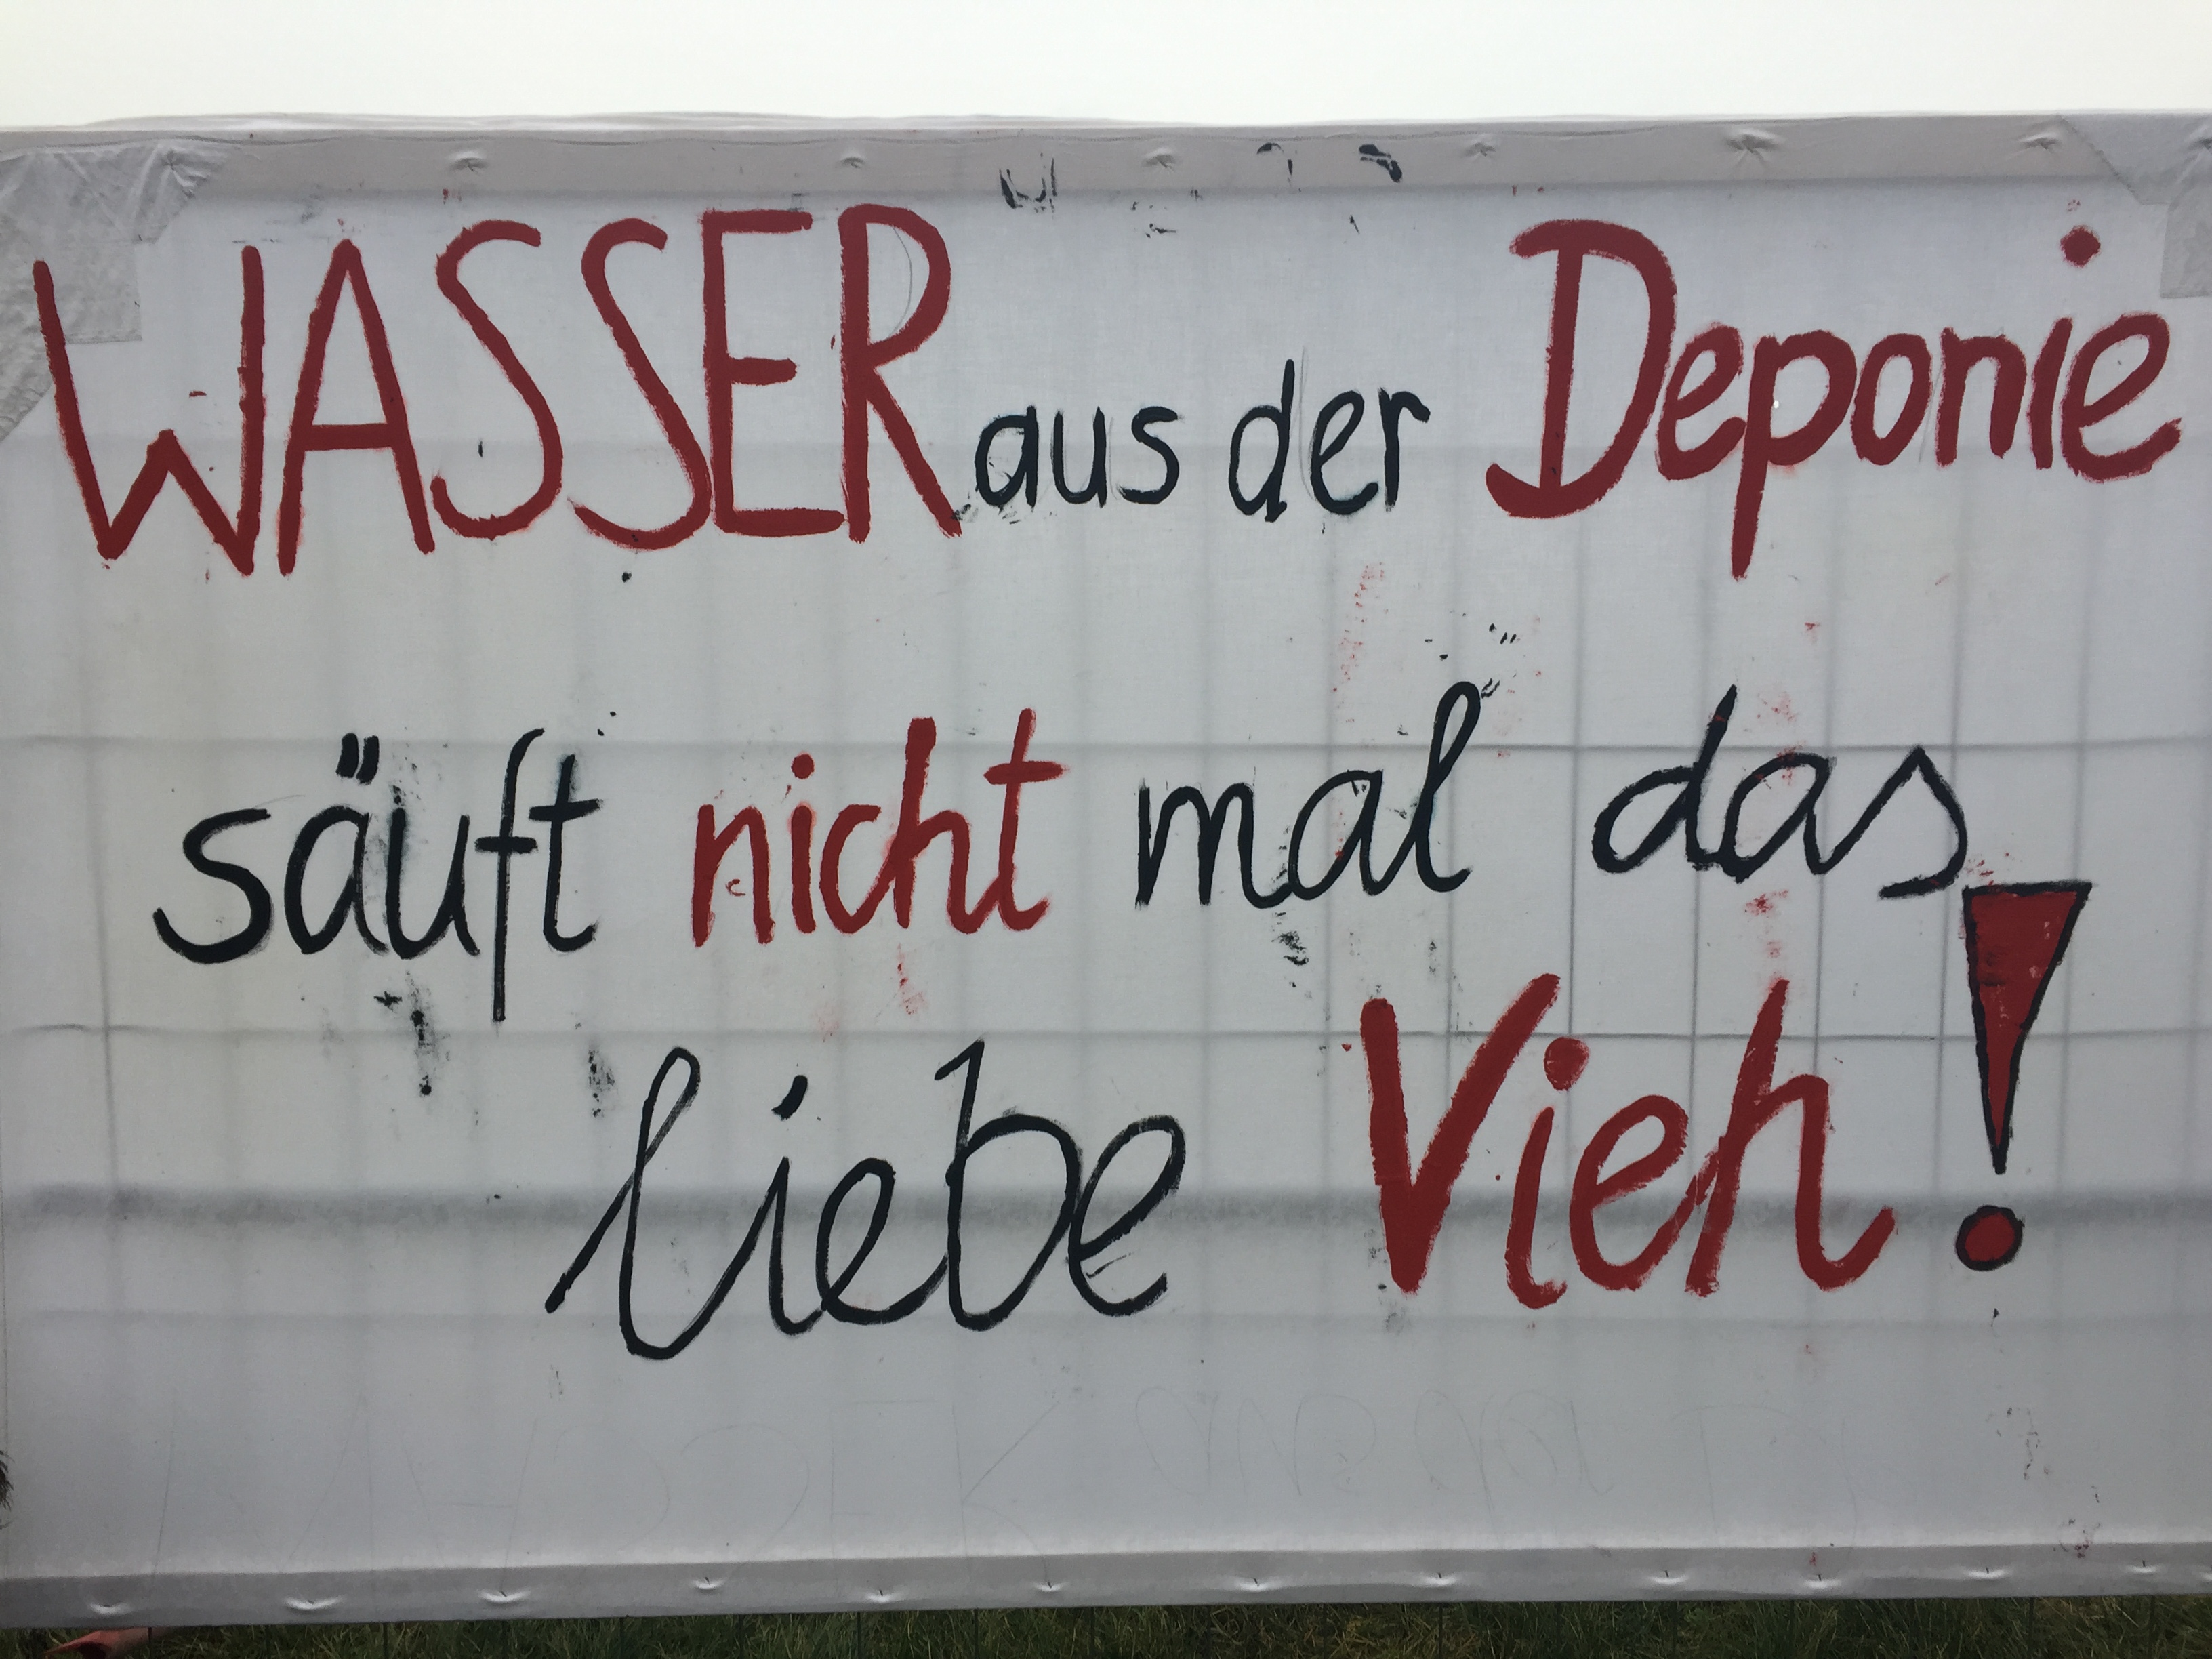 WASSER aus der Deponie
säuft nicht mal das
liebe Vieh!